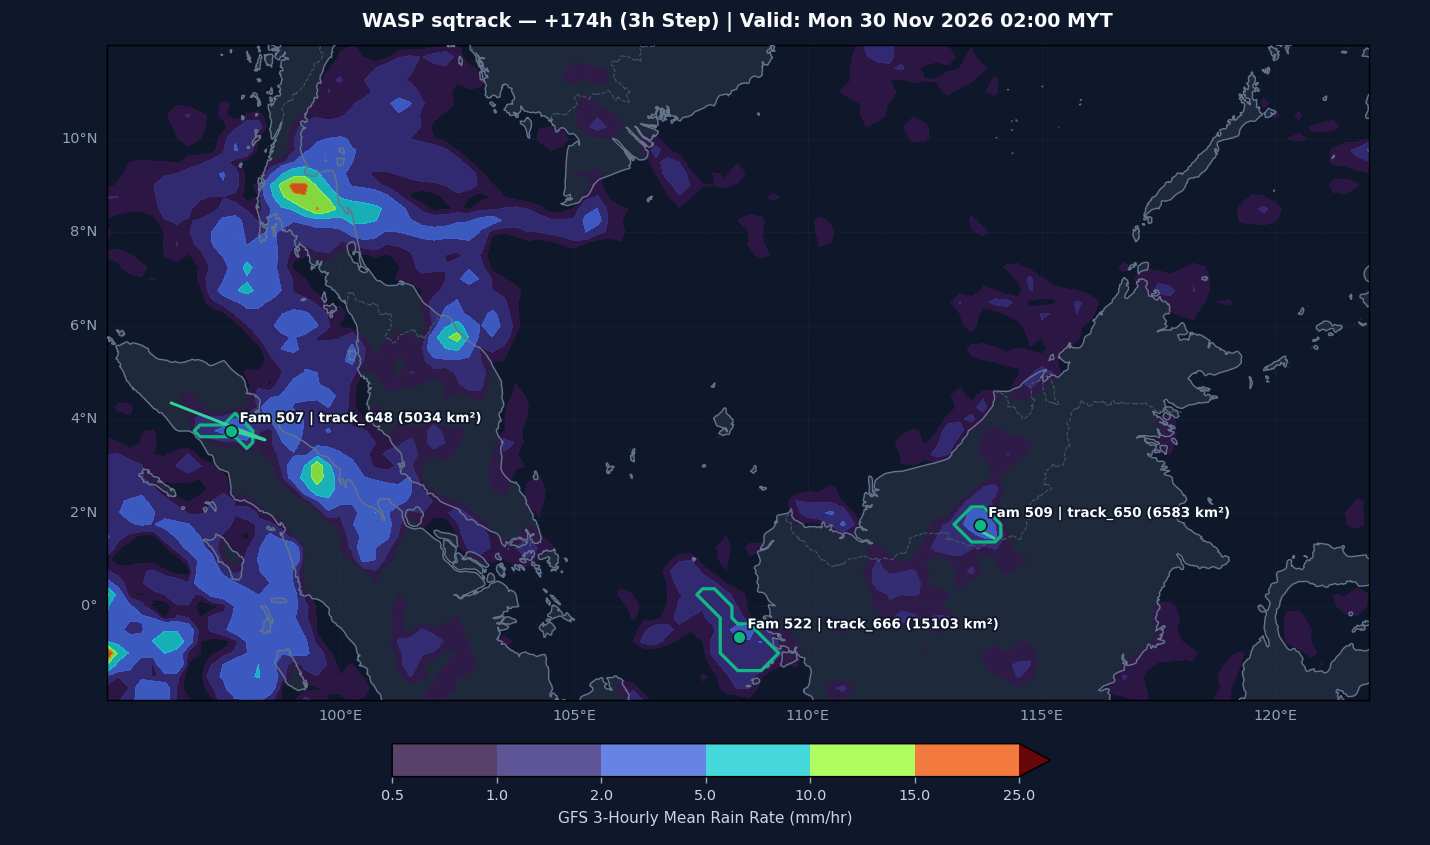 WASP sqtrack — +174h (3h Step) | Valid: Mon 30 Nov 2026 02:00 MYT
10°N
8°N
6°N
4°N
2°N
0°
Fam 507 | track_648 (5034 km²)
Fam 509 | track_650 (6583 km²)
Fam 522 | track_666 (15103 km²)
100°E 105°E 110°E 115°E 120°E
0.5 1.0 2.0 5.0 10.0 15.0 25.0
GFS 3-Hourly Mean Rain Rate (mm/hr)